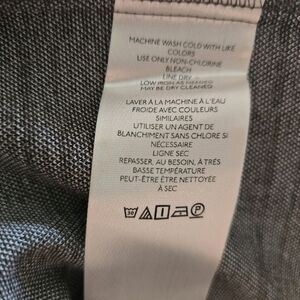 MACHINE WASH COLD WITH LIKE
COLORS
USE ONLY NON-CHLORINE
BLEACH
LINE DRY
LOW IRON AS NEEDED
MAY BE DRY CLEANED
LAVER À LA MACHINE À L'EAU
FROIDE AVEC COULEURS
SIMILAIRES
UTILISER UN AGENT DE
BLANCHIMENT SANS CHLORE SI
NÉCESSAIRE
LIGNE SEC
REPASSER, AU BESOIN, À TRÈS
BASSE TEMPÉRATURE
PEUT-ÊTRE ÊTRE NETTOYÉE
À SEC
30 P